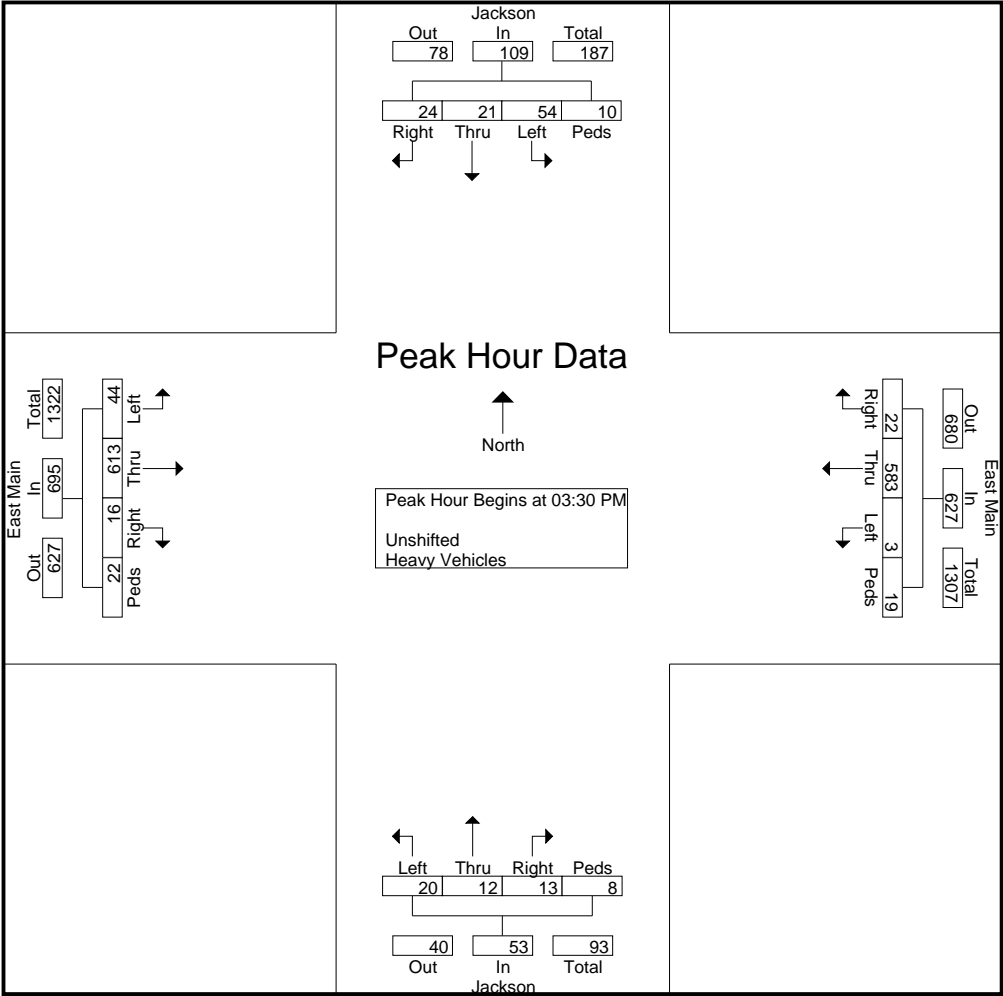 Jackson
Out In Total
78 109 187
24 21 54 10
Right Thru Left Peds
Peak Hour Data
North
Peak Hour Begins at 03:30 PM
Unshifted
Heavy Vehicles
East Main
Total In Out
1322 695 627
44 613 16 22
Left Thru Right Peds
Right Thru Left Peds
22 583 3 19
Out In Total
680 627 1307
East Main
Left Thru Right Peds
20 12 13 8
40 53 93
Out In Total
Jackson